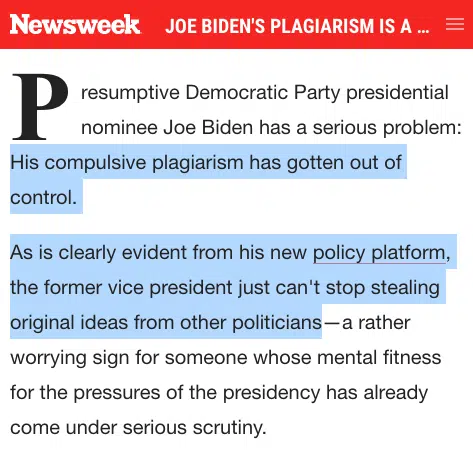 Newsweek JOE BIDEN'S PLAGIARISM IS A ...
Presumptive Democratic Party presidential
nominee Joe Biden has a serious problem:
His compulsive plagiarism has gotten out of
control.
As is clearly evident from his new policy platform,
the former vice president just can't stop stealing
original ideas from other politicians—a rather
worrying sign for someone whose mental fitness
for the pressures of the presidency has already
come under serious scrutiny.